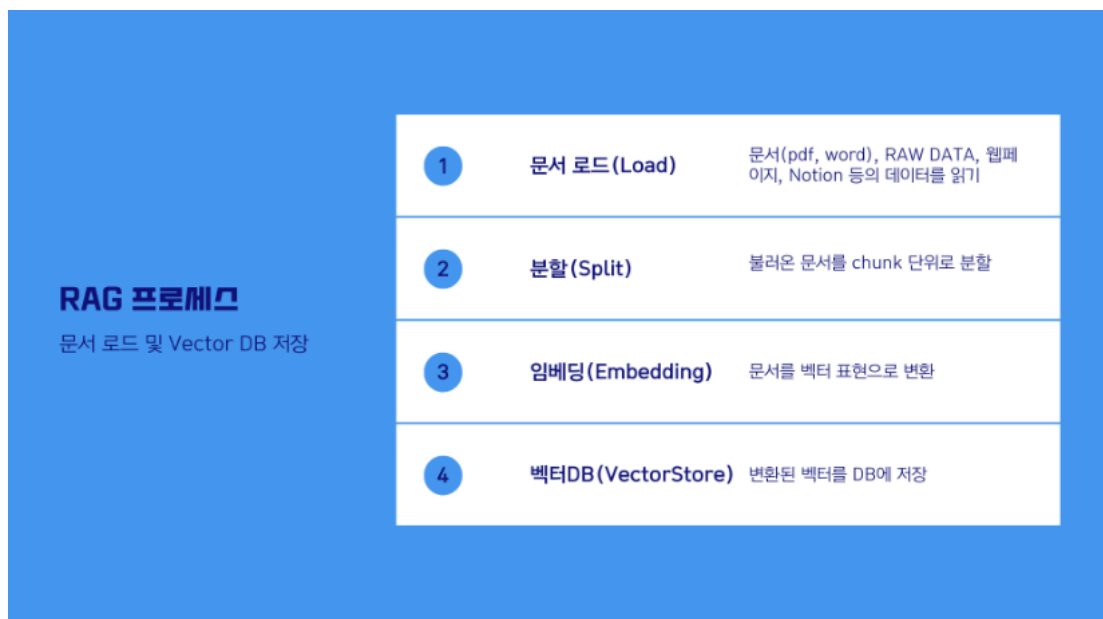 RAG 프로세스
문서 로드 및 Vector DB 저장
1
문서 로드(Load)
문서(pdf, word), RAW DATA, 웹페
이지, Notion 등의 데이터를 읽기
2
분할(Split)
불러온 문서를 chunk 단위로 분할
3
임베딩(Embedding)
문서를 벡터 표현으로 변환
4
벡터DB(VectorStore)
변환된 벡터를 DB에 저장